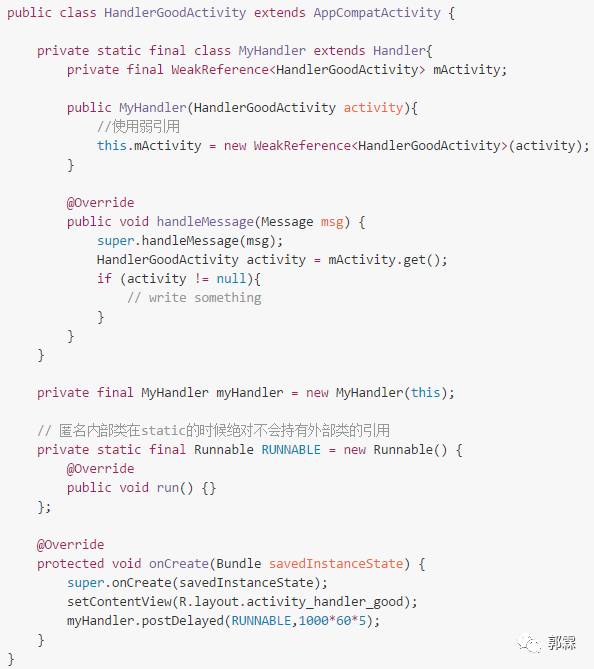 public class HandlerGoodActivity extends AppCompatActivity {

    private static final class MyHandler extends Handler{
        private final WeakReference<HandlerGoodActivity> mActivity;

        public MyHandler(HandlerGoodActivity activity){
            //使用弱引用
            this.mActivity = new WeakReference<HandlerGoodActivity>(activity);
        }

        @Override
        public void handleMessage(Message msg) {
            super.handleMessage(msg);
            HandlerGoodActivity activity = mActivity.get();
            if (activity != null){
                // write something
            }
        }
    }

    private final MyHandler myHandler = new MyHandler(this);

    // 匿名内部类在static的时候绝对不会持有外部类的引用
    private static final Runnable RUNNABLE = new Runnable() {
        @Override
        public void run() {}
    };

    @Override
    protected void onCreate(Bundle savedInstanceState) {
        super.onCreate(savedInstanceState);
        setContentView(R.layout.activity_handler_good);
        myHandler.postDelayed(RUNNABLE,1000*60*5);
    }
}
郭霖